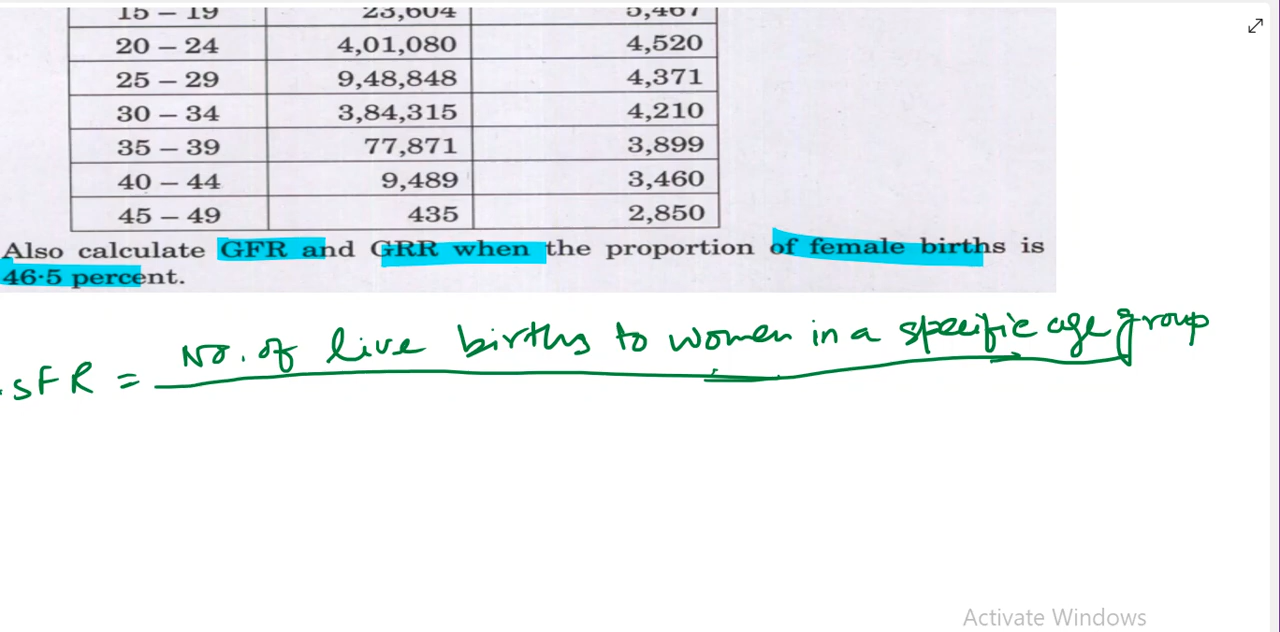 15 – 19 23,604 5,467
20 – 24 4,01,080 4,520
25 – 29 9,48,848 4,371
30 – 34 3,84,315 4,210
35 – 39 77,871 3,899
40 – 44 9,489 3,460
45 – 49 435 2,850
Also calculate GFR and GRR when the proportion of female births is
46·5 percent.
No. of live births to women in a specific age group
SFR =
Activate Windows